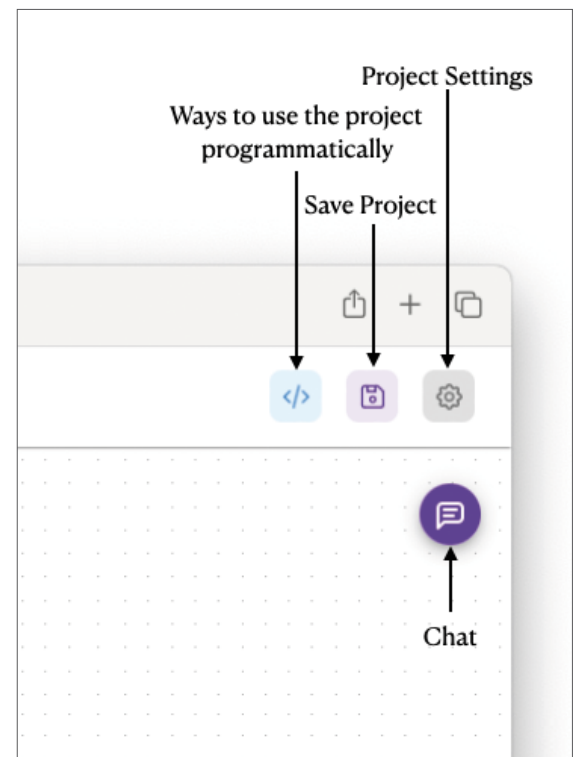 Project Settings
Ways to use the project
programmatically
Save Project
</>
Chat